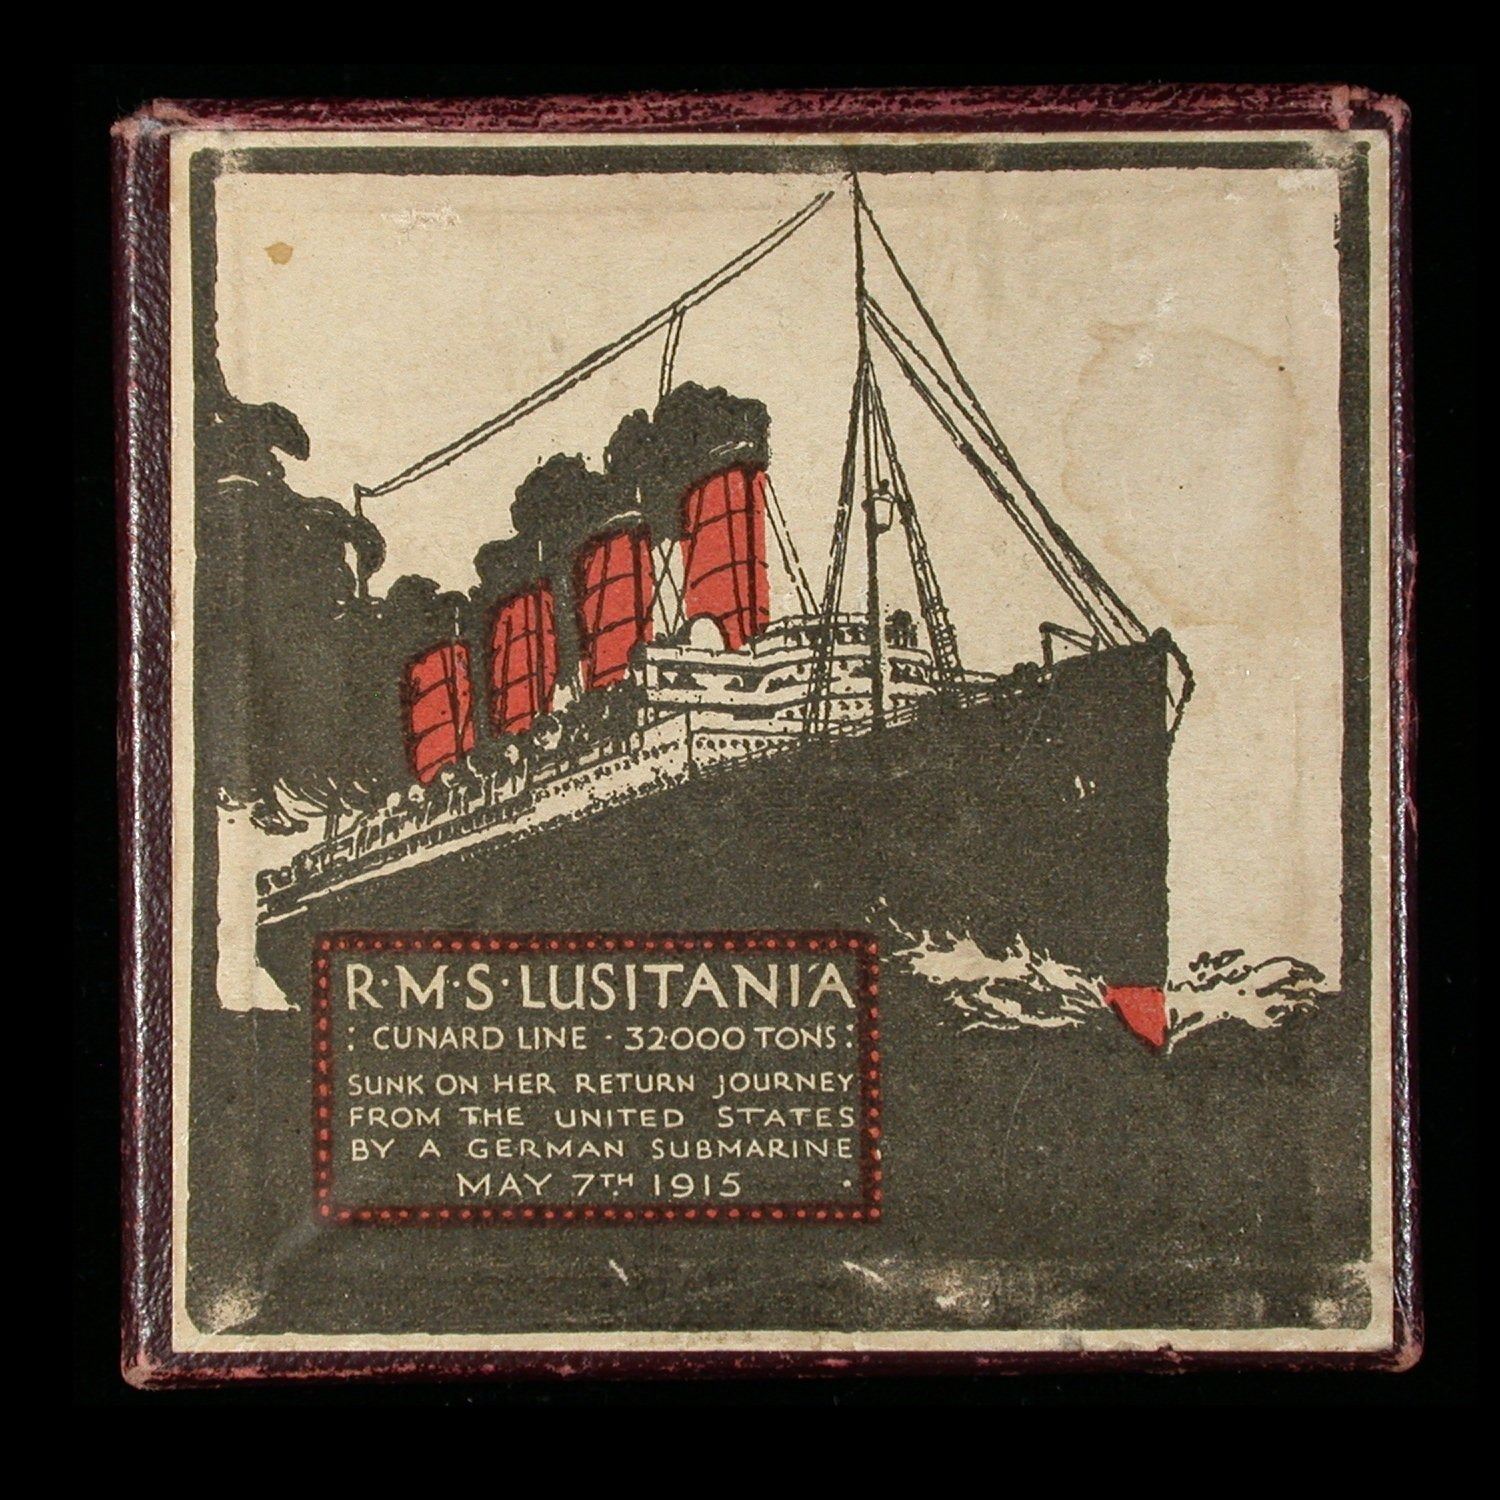 R·M·S·LUSITANIA
: CUNARD LINE · 32000 TONS :
SUNK ON HER RETURN JOURNEY
FROM THE UNITED STATES
BY A GERMAN SUBMARINE
MAY 7TH 1915 ·